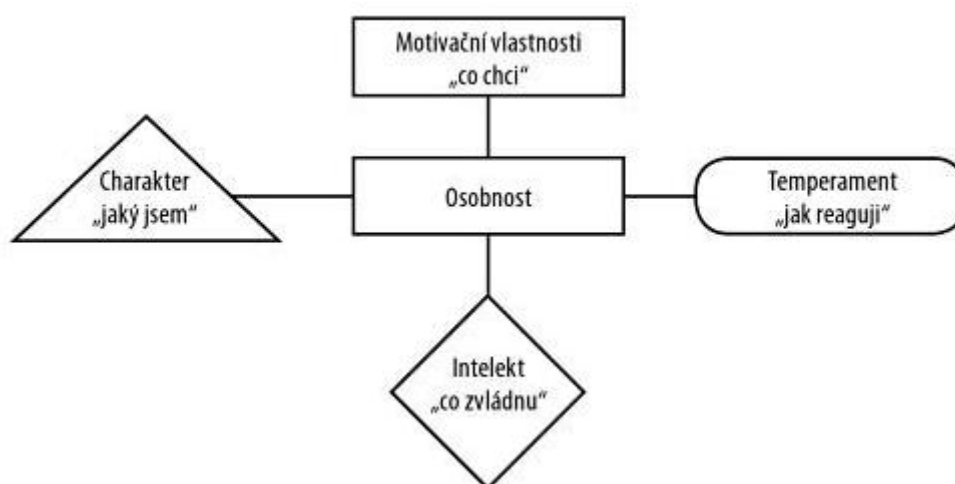 Motivační vlastnosti
„co chci“
Charakter
„jaký jsem“
Osobnost
Temperament
„jak reaguji“
Intelekt
„co zvládnu“